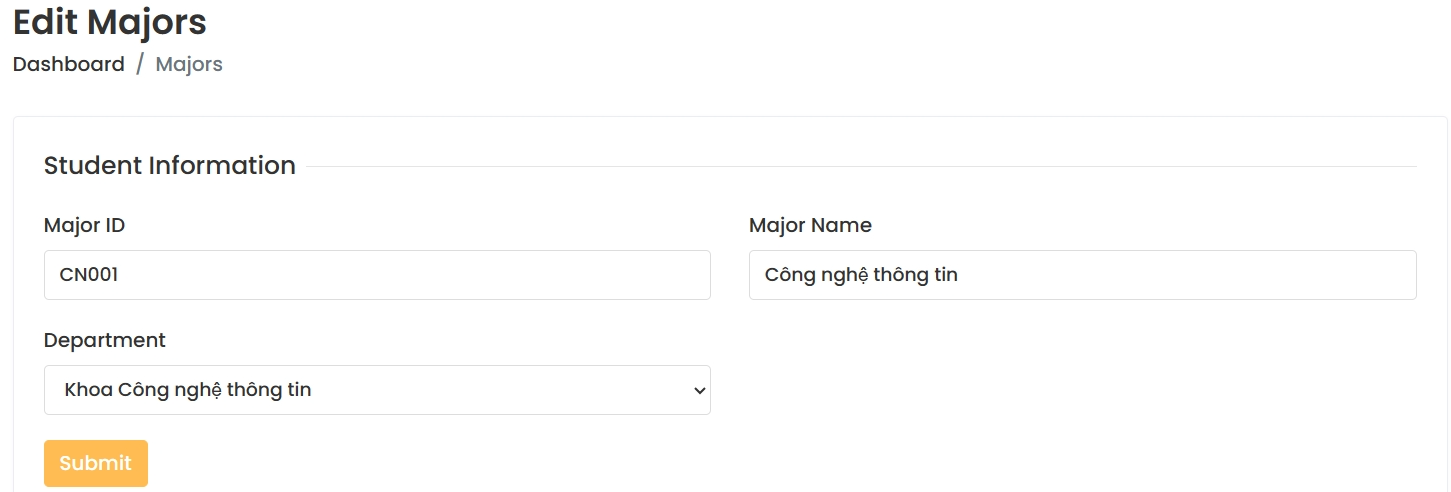 Edit Majors
Dashboard / Majors
Student Information
Major ID
Major Name
CN001
Công nghệ thông tin
Department
Khoa Công nghệ thông tin
Submit